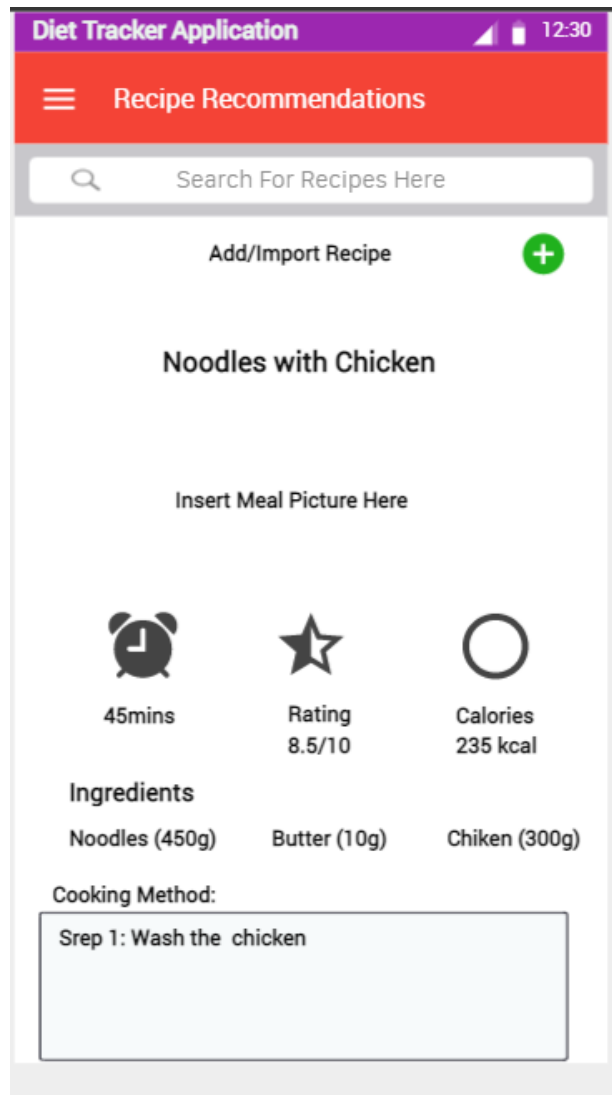 Diet Tracker Application 12:30
Recipe Recommendations
Search For Recipes Here
Add/Import Recipe
Noodles with Chicken
Insert Meal Picture Here
45mins Rating Calories
8.5/10 235 kcal
Ingredients
Noodles (450g) Butter (10g) Chiken (300g)
Cooking Method:
Srep 1: Wash the chicken